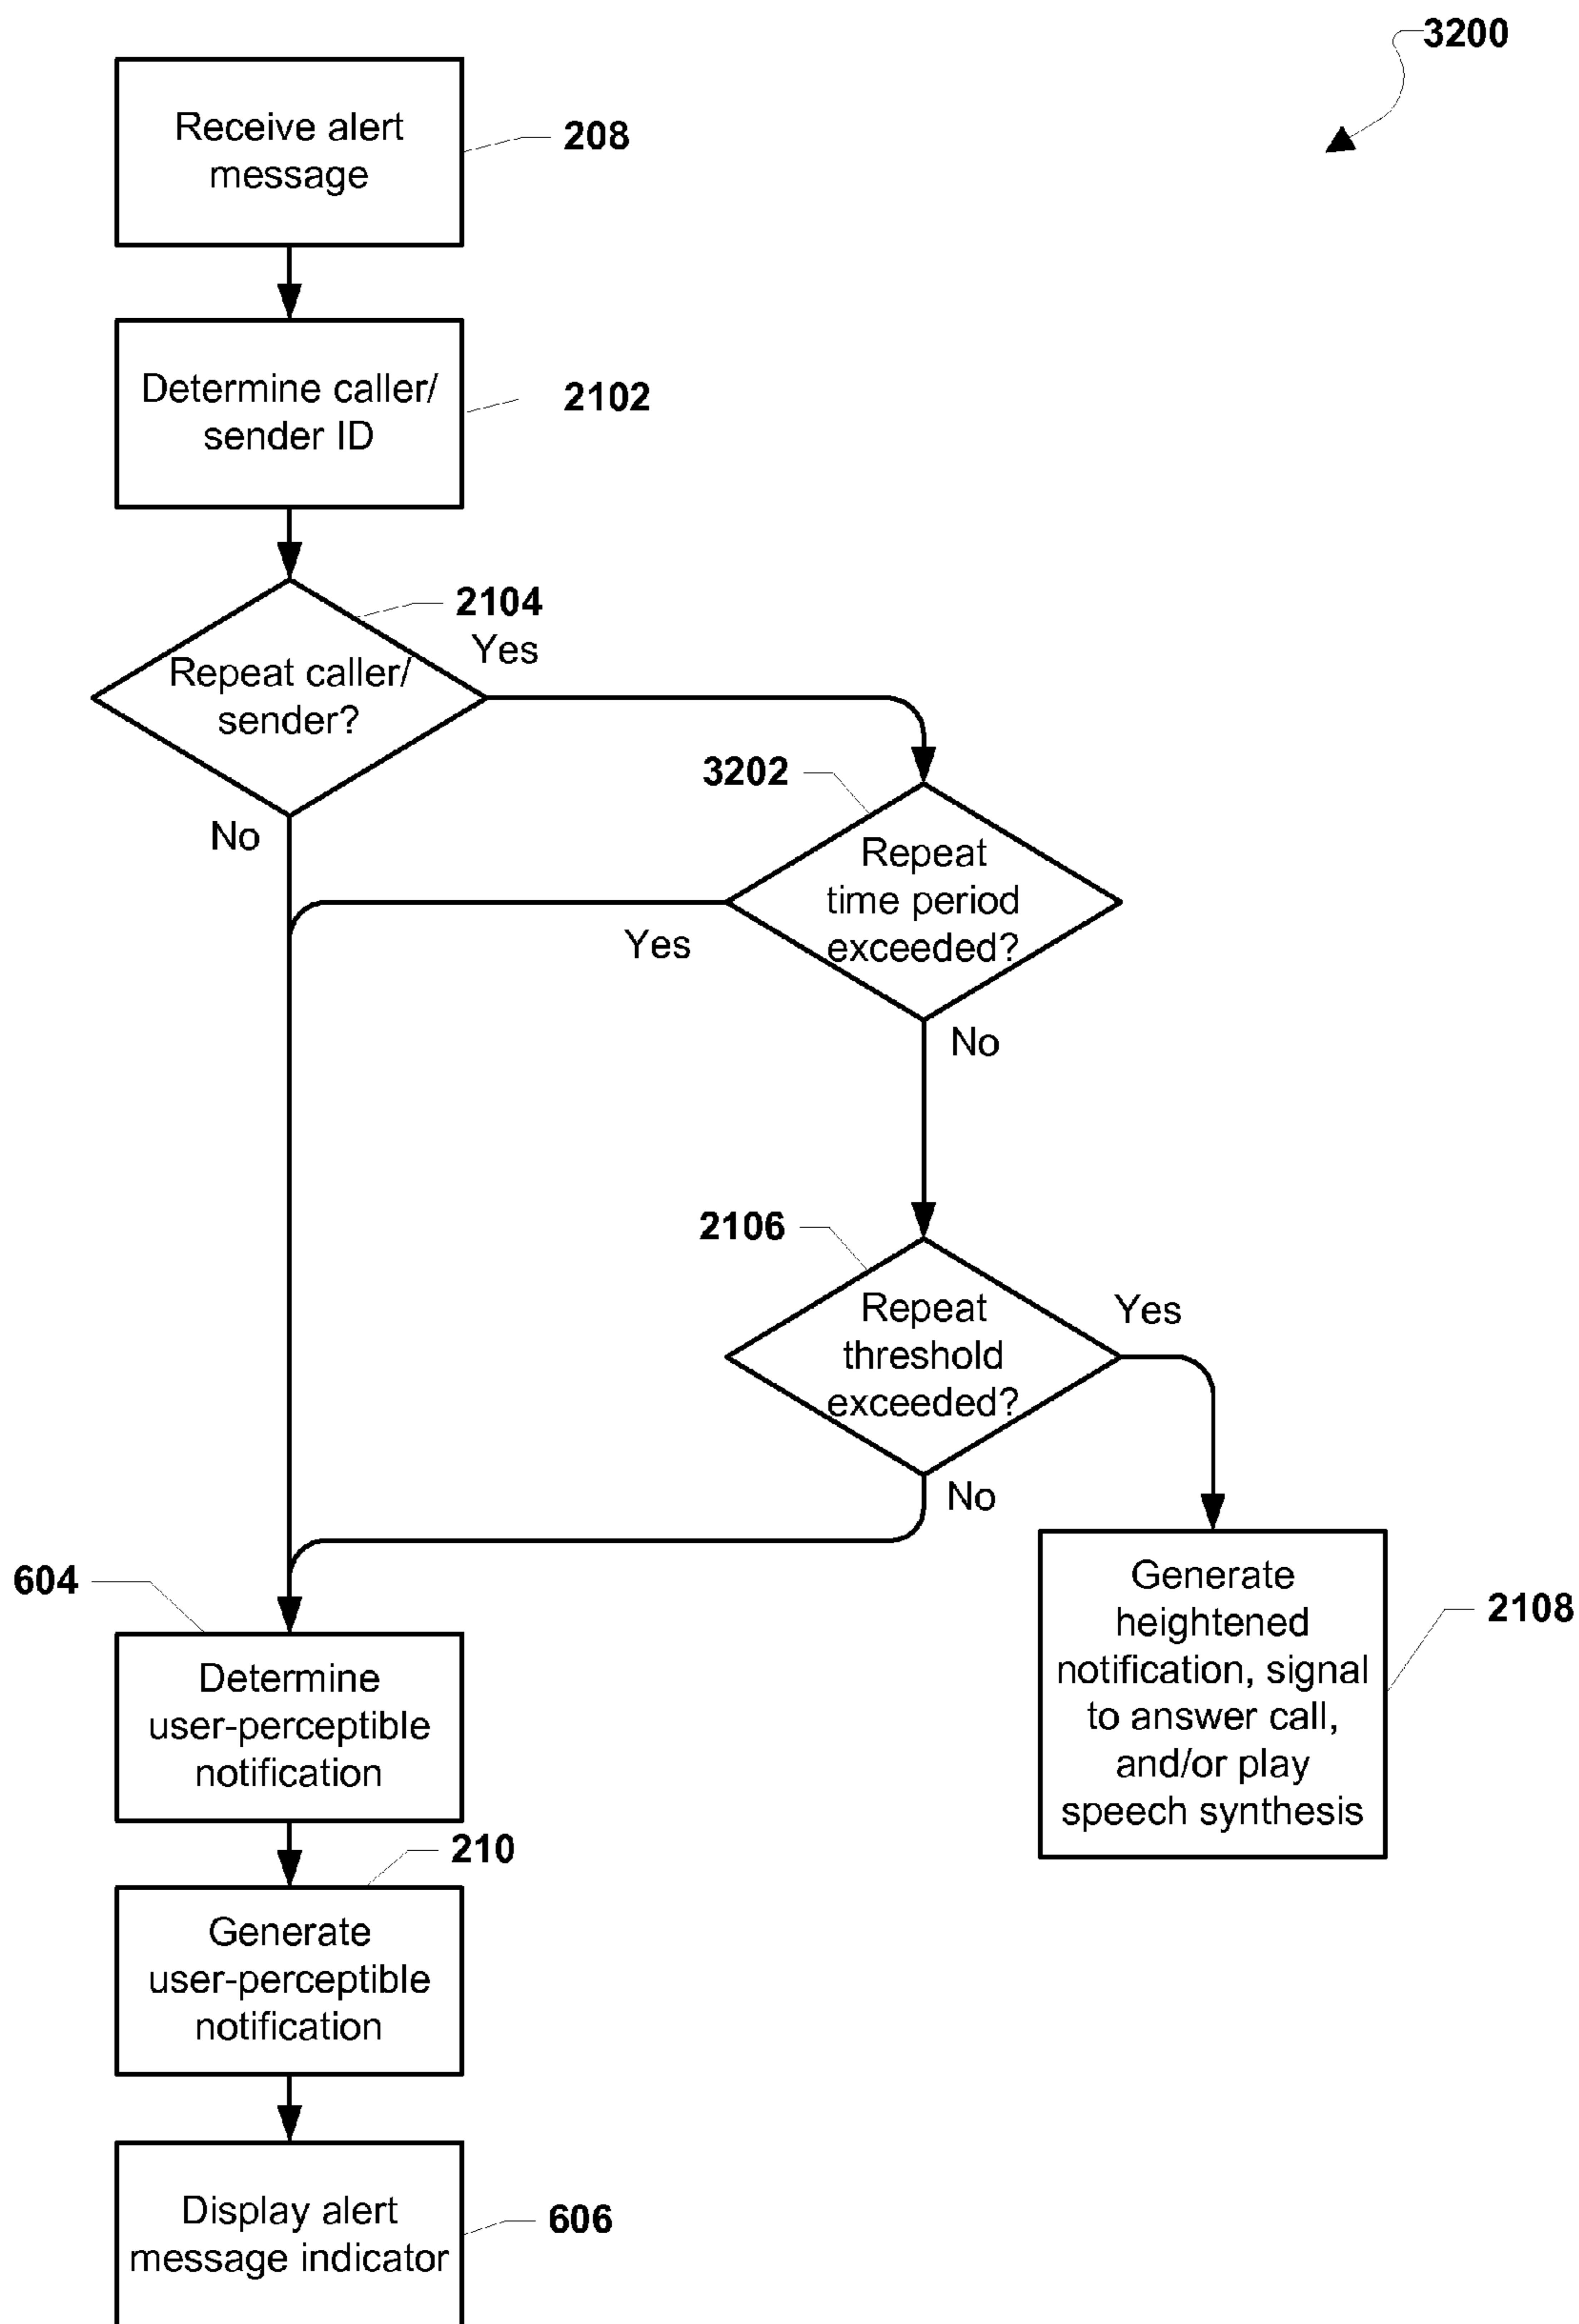 3200
Receive alert
message
208
Determine caller/
sender ID
2102
2104
Yes
Repeat caller/
sender?
No
3202
Repeat
time period
exceeded?
Yes
No
2106
Repeat
threshold
exceeded?
Yes
No
604
Determine
user-perceptible
notification
Generate
heightened
notification, signal
to answer call,
and/or play
speech synthesis
2108
210
Generate
user-perceptible
notification
Display alert
message indicator
606